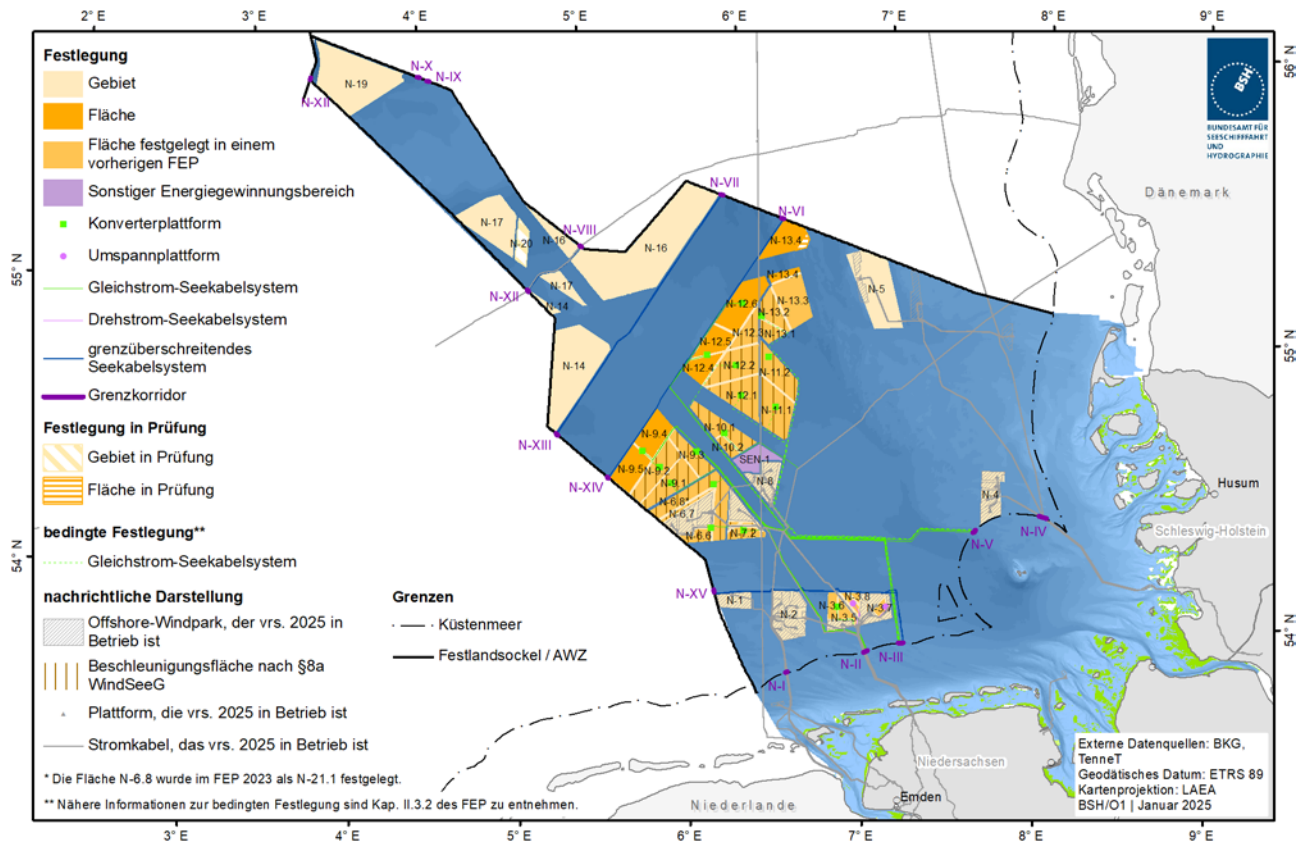 2° E 3° E 4° E 5° E 6° E 7° E 8° E 9° E
56° N
55° N
55° N
54° N
54° N
Festlegung
Gebiet
Fläche
Fläche festgelegt in einem
vorherigen FEP
Sonstiger Energiegewinnungsbereich
Konverterplattform
Umspannplattform
Gleichstrom-Seekabelsystem
Drehstrom-Seekabelsystem
grenzüberschreitendes
Seekabelsystem
Grenzkorridor
Festlegung in Prüfung
Gebiet in Prüfung
Fläche in Prüfung
bedingte Festlegung**
Gleichstrom-Seekabelsystem
nachrichtliche Darstellung
Offshore-Windpark, der vrs. 2025 in
Betrieb ist
Beschleunigungsfläche nach §8a
WindSeeG
Plattform, die vrs. 2025 in Betrieb ist
Stromkabel, das vrs. 2025 in Betrieb ist
* Die Fläche N-6.8 wurde im FEP 2023 als N-21.1 festgelegt.
** Nähere Informationen zur bedingten Festlegung sind Kap. II.3.2 des FEP zu entnehmen.
Grenzen
Küstenmeer
Festlandsockel / AWZ
BSH
BUNDESAMT FÜR
SEESCHIFFFAHRT
UND
HYDROGRAPHIE
N-X
N-IX
N-XII
N-19
N-VII
N-VI
N-VIII
N-17
N-20
N-16
N-16
N-13.4
N-XII
N-17
N-14
N-13.4
N-5
N-12.6
N-13.3
N-13.2
N-12.3
N-13.1
N-12.5
N-12.4
N-12.2
N-11.2
N-14
N-12.1
N-11.1
N-XIII
N-9.4
N-10.1
N-10.2
N-9.3
SEN-1
N-9.5
N-9.2
N-9.1
N-8
N-XIV
N-6.8*
N-6.7
N-6.6
N-7.2
N-4
N-V
N-IV
N-XV
N-1
N-2
N-3.8
N-3.6
N-3.7
N-3.5
N-II
N-III
N-I
Dänemark
Husum
Schleswig-Holstein
Niedersachsen
Emden
Niederlande
Externe Datenquellen: BKG,
TenneT
Geodätisches Datum: ETRS 89
Kartenprojektion: LAEA
BSH/O1 | Januar 2025
3° E 4° E 5° E 6° E 7° E 8° E 9° E